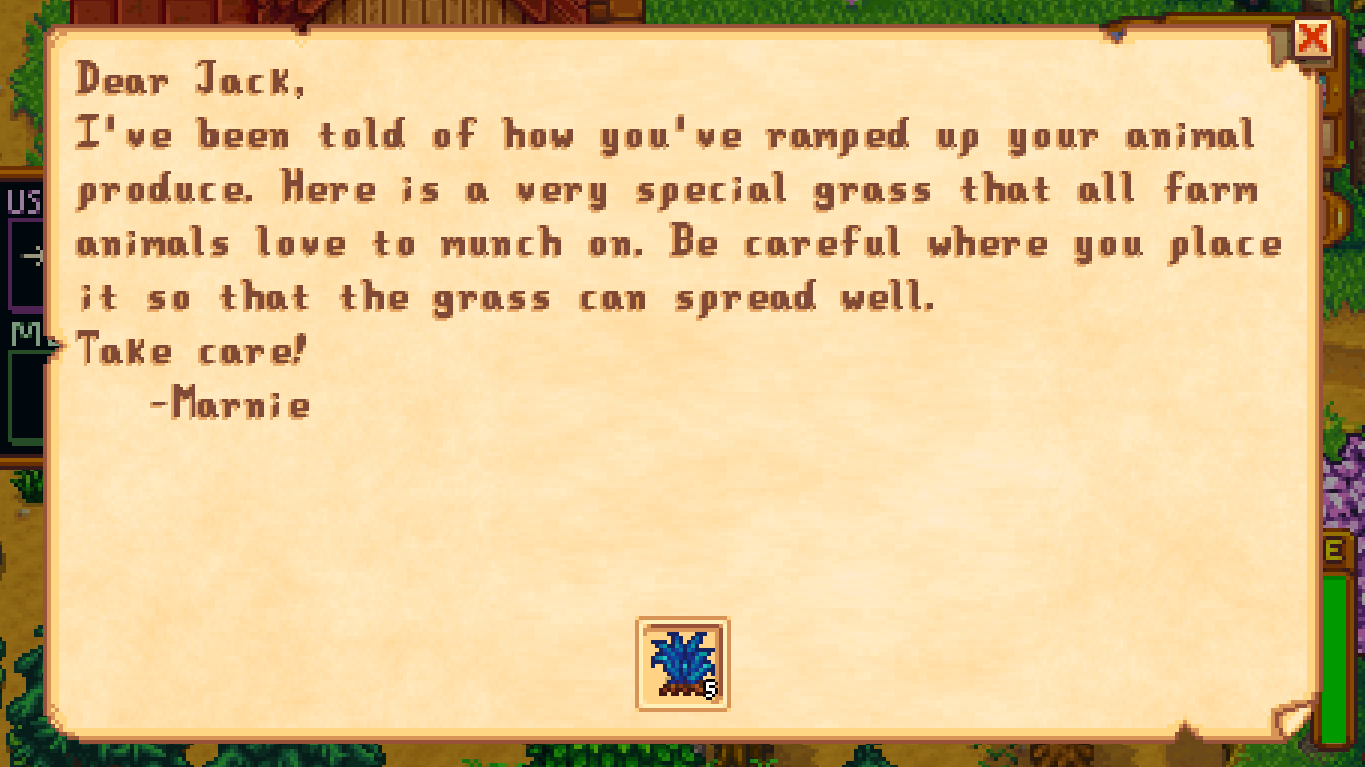 Dear Jack,
I've been told of how you've ramped up your animal
produce. Here is a very special grass that all farm
animals love to munch on. Be careful where you place
it so that the grass can spread well.
Take care!
-Marnie
US
M
5
E